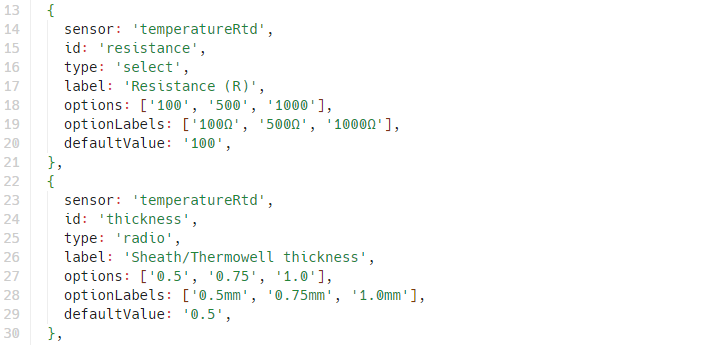 13 {
14 sensor: 'temperatureRtd',
15 id: 'resistance',
16 type: 'select',
17 label: 'Resistance (R)',
18 options: ['100', '500', '1000'],
19 optionLabels: ['100Ω', '500Ω', '1000Ω'],
20 defaultValue: '100',
21 },
22 {
23 sensor: 'temperatureRtd',
24 id: 'thickness',
25 type: 'radio',
26 label: 'Sheath/Thermowell thickness',
27 options: ['0.5', '0.75', '1.0'],
28 optionLabels: ['0.5mm', '0.75mm', '1.0mm'],
29 defaultValue: '0.5',
30 },